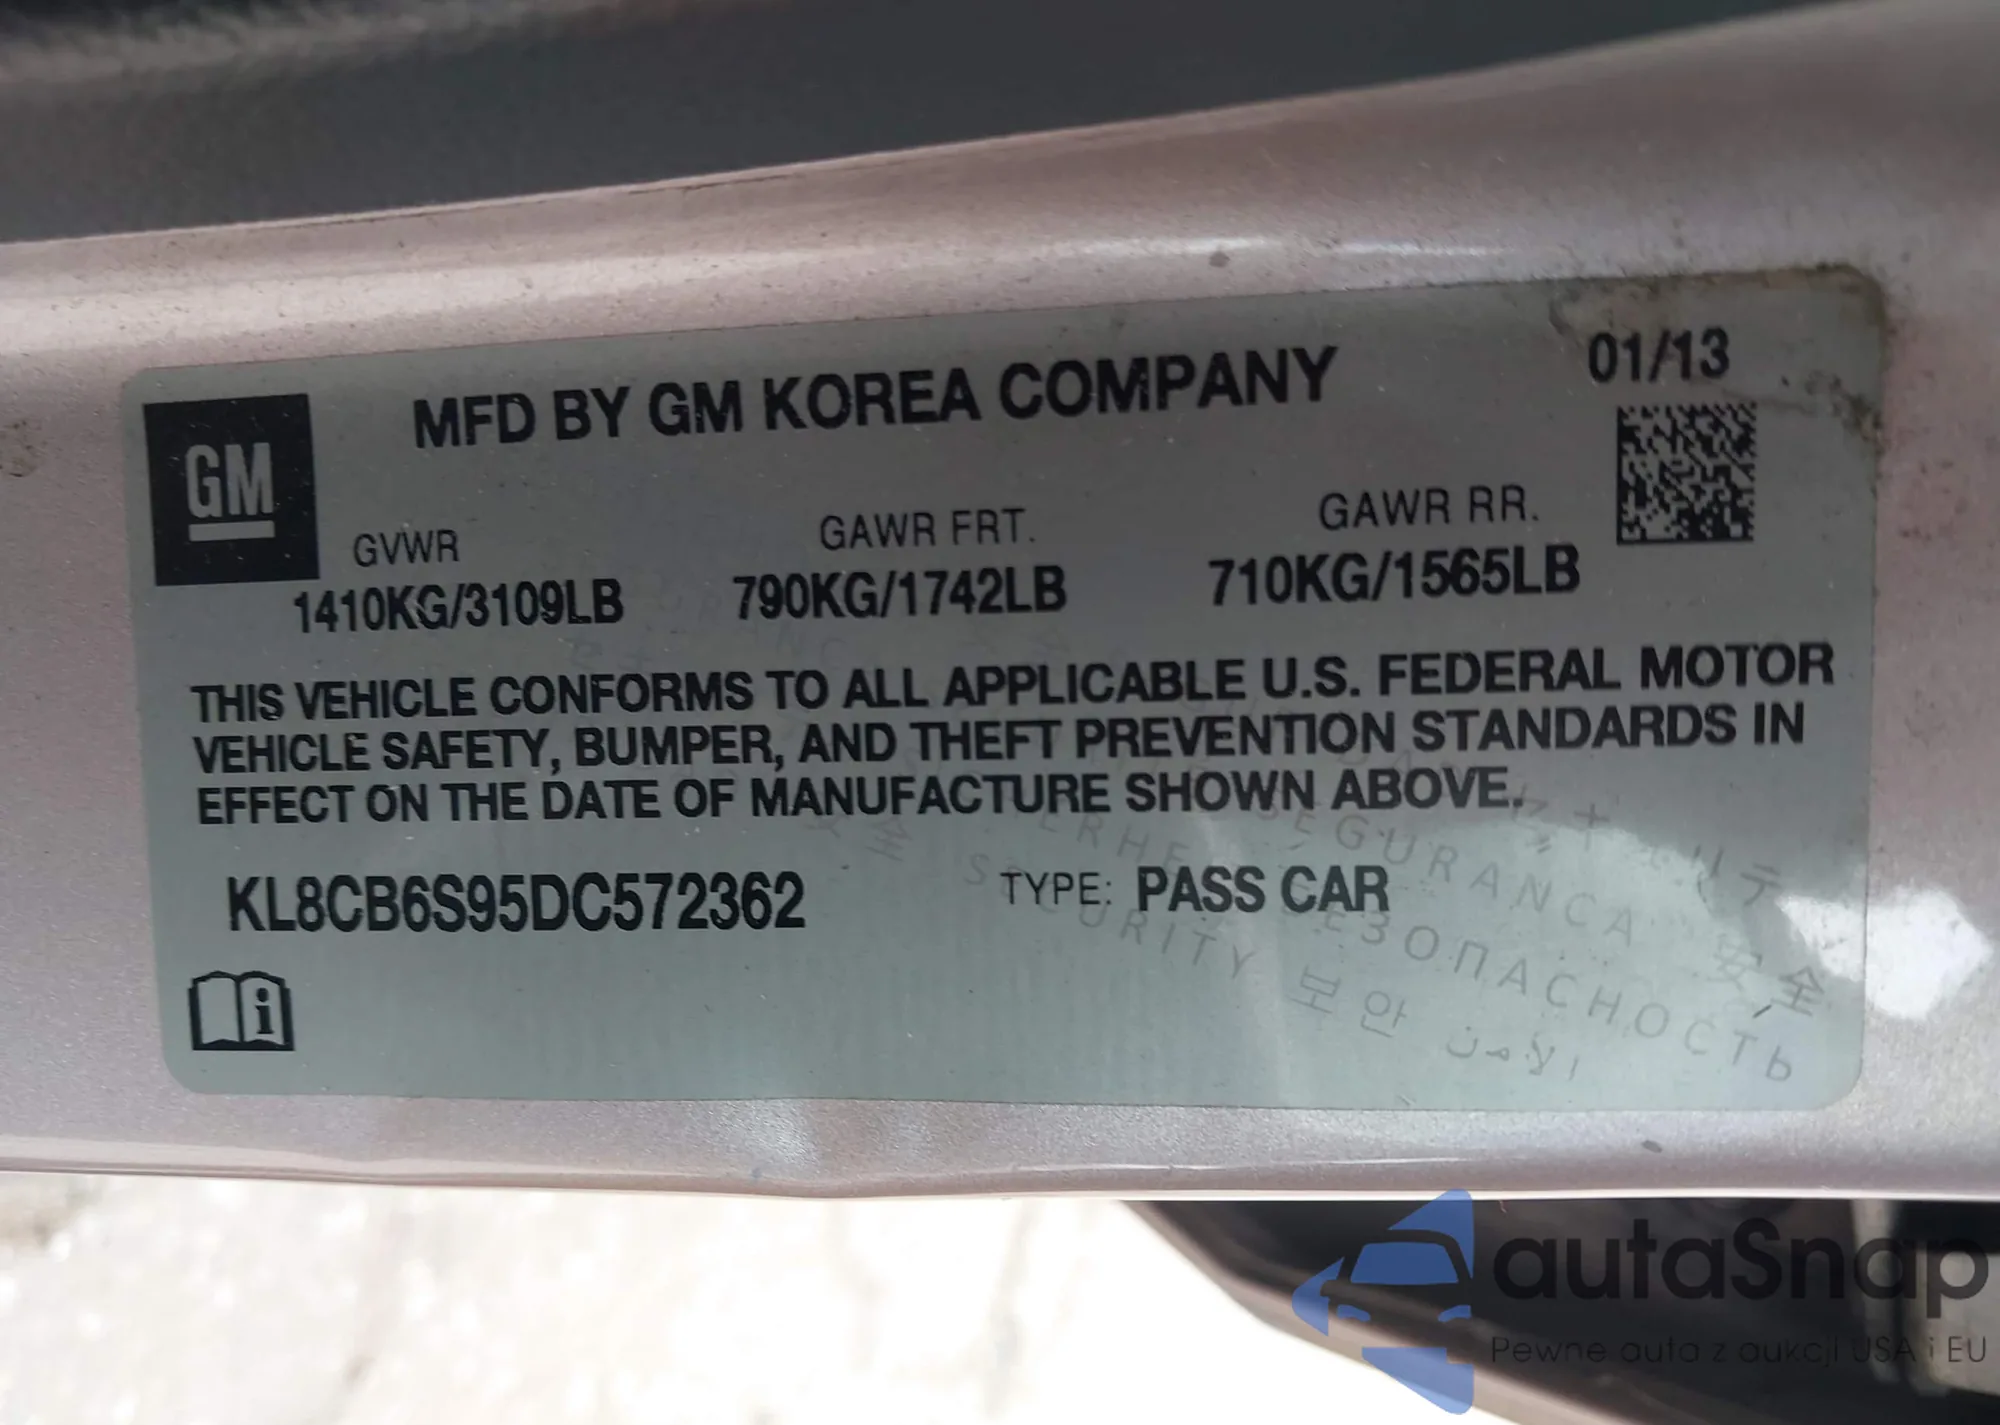 MFD BY GM KOREA COMPANY
01/13
GM
GVWR
GAWR FRT.
GAWR RR.
1410KG/3109LB
790KG/1742LB
710KG/1565LB
THIS VEHICLE CONFORMS TO ALL APPLICABLE U.S. FEDERAL MOTOR
VEHICLE SAFETY, BUMPER, AND THEFT PREVENTION STANDARDS IN
EFFECT ON THE DATE OF MANUFACTURE SHOWN ABOVE.
KL8CB6S95DC572362
TYPE: PASS CAR
i
SEGURANCA
SECURITY
보안
الأمن
安全
autaSnap
Pewne auta z aukcji USA i EU